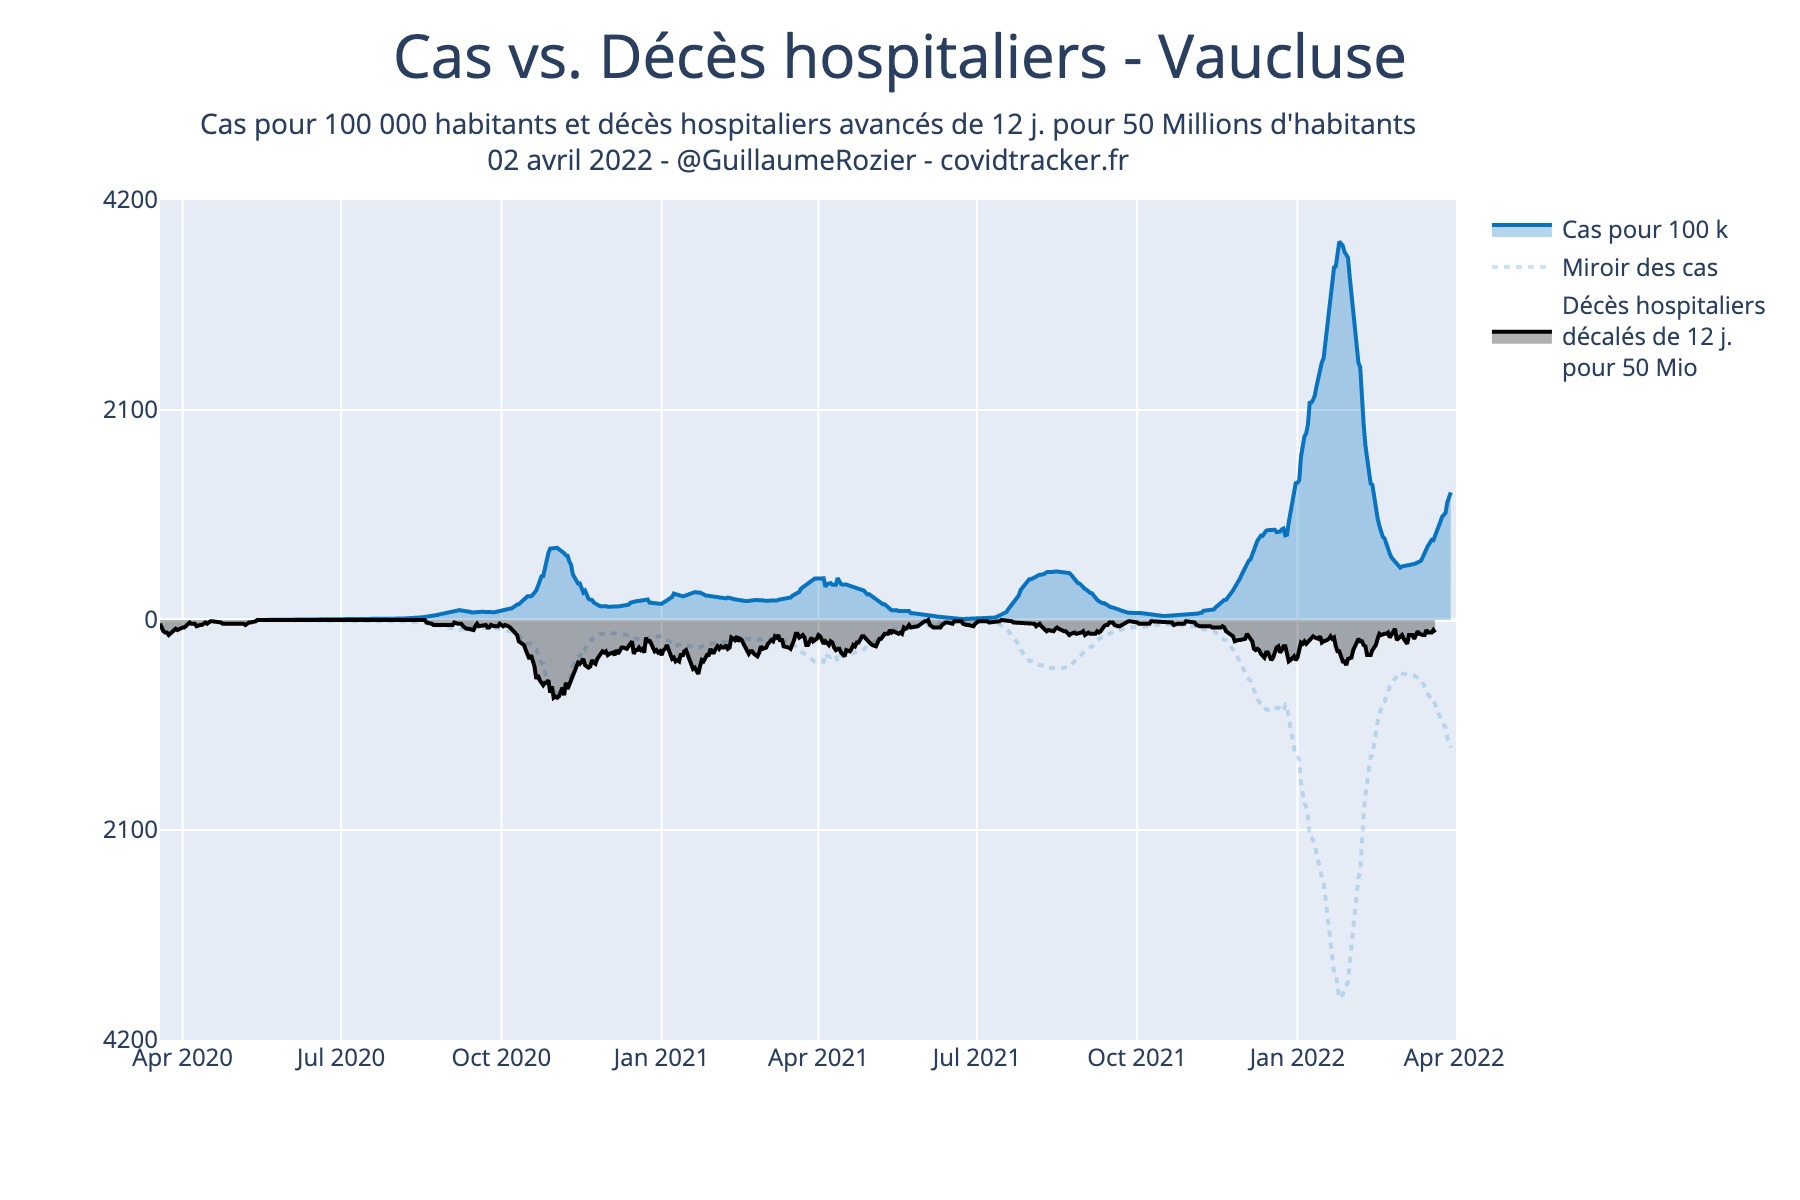 Cas vs. Décès hospitaliers - Vaucluse
Cas pour 100 000 habitants et décès hospitaliers avancés de 12 j. pour 50 Millions d'habitants
02 avril 2022 - @GuillaumeRozier - covidtracker.fr
4200
2100
0
2100
4200
Apr 2020
Jul 2020
Oct 2020
Jan 2021
Apr 2021
Jul 2021
Oct 2021
Jan 2022
Apr 2022
Cas pour 100 k
Miroir des cas
Décès hospitaliers
décalés de 12 j.
pour 50 Mio